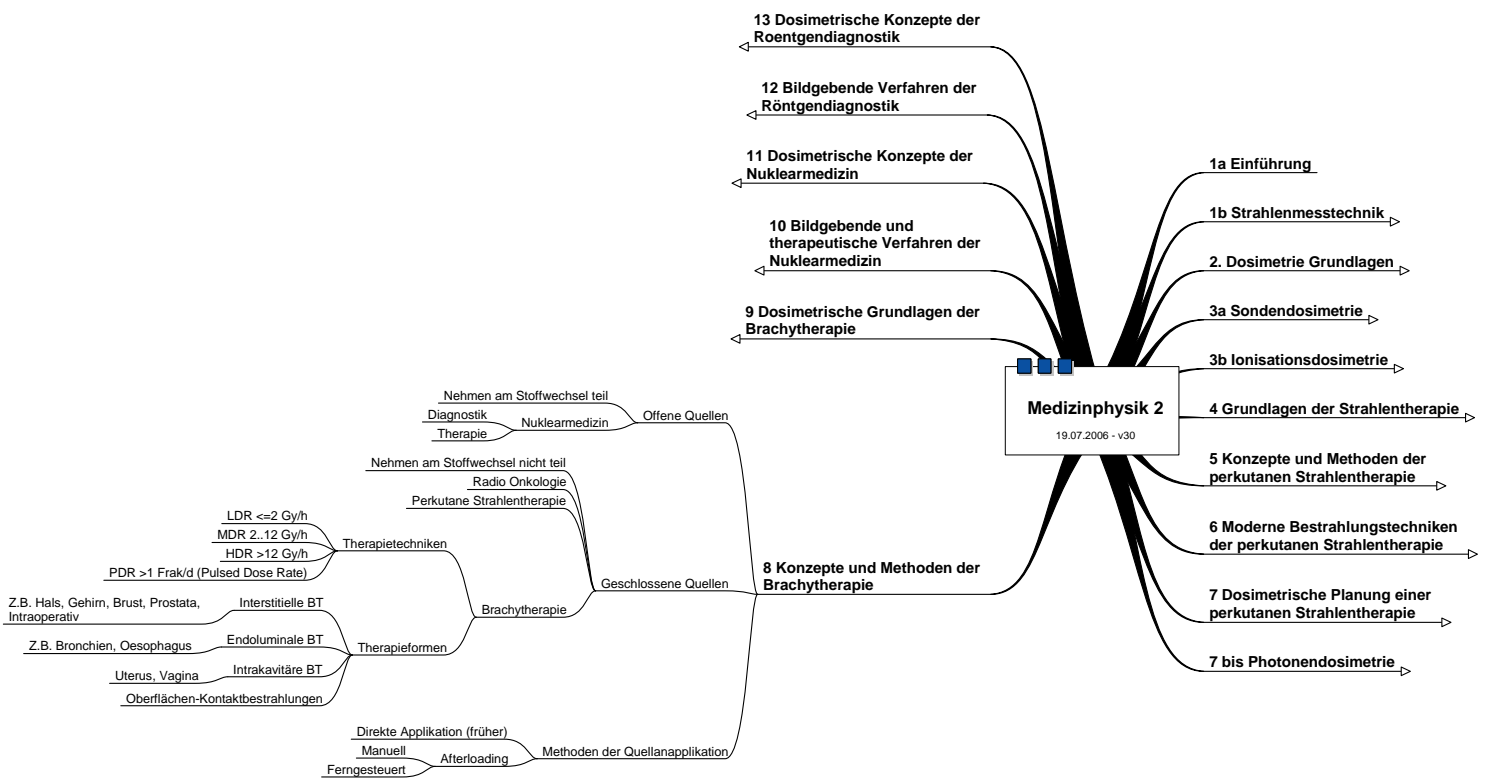 Medizinphysik 2
19.07.2006 - v30
1a Einführung
1b Strahlenmesstechnik
2. Dosimetrie Grundlagen
3a Sondendosimetrie
3b Ionisationsdosimetrie
4 Grundlagen der Strahlentherapie
5 Konzepte und Methoden der
perkutanen Strahlentherapie
6 Moderne Bestrahlungstechniken
der perkutanen Strahlentherapie
7 Dosimetrische Planung einer
perkutanen Strahlentherapie
7 bis Photonendosimetrie
8 Konzepte und Methoden der
Brachytherapie
Offene Quellen
Nehmen am Stoffwechsel teil
Nuklearmedizin
Diagnostik
Therapie
Geschlossene Quellen
Nehmen am Stoffwechsel nicht teil
Radio Onkologie
Perkutane Strahlentherapie
Brachytherapie
Therapietechniken
LDR <=2 Gy/h
MDR 2..12 Gy/h
HDR >12 Gy/h
PDR >1 Frak/d (Pulsed Dose Rate)
Therapieformen
Interstitielle BT
Z.B. Hals, Gehirn, Brust, Prostata,
Intraoperativ
Endoluminale BT
Z.B. Bronchien, Oesophagus
Intrakavitäre BT
Uterus, Vagina
Oberflächen-Kontaktbestrahlungen
Methoden der Quellanapplikation
Direkte Applikation (früher)
Afterloading
Manuell
Ferngesteuert
9 Dosimetrische Grundlagen der
Brachytherapie
10 Bildgebende und
therapeutische Verfahren der
Nuklearmedizin
11 Dosimetrische Konzepte der
Nuklearmedizin
12 Bildgebende Verfahren der
Röntgendiagnostik
13 Dosimetrische Konzepte der
Roentgendiagnostik